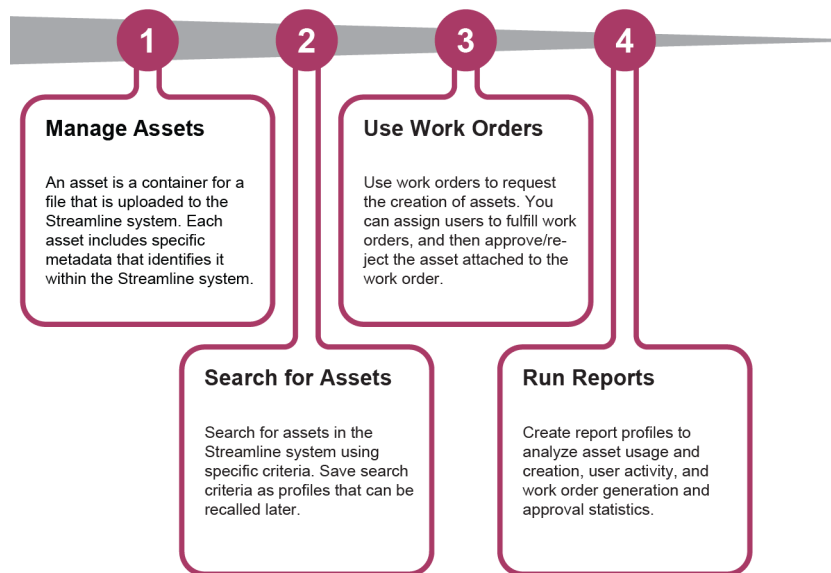 1
Manage Assets
An asset is a container for a
file that is uploaded to the
Streamline system. Each
asset includes specific
metadata that identifies it
within the Streamline system.
2
Search for Assets
Search for assets in the
Streamline system using
specific criteria. Save search
criteria as profiles that can be
recalled later.
3
Use Work Orders
Use work orders to request
the creation of assets. You
can assign users to fulfill work
orders, and then approve/re-
ject the asset attached to the
work order.
4
Run Reports
Create report profiles to
analyze asset usage and
creation, user activity, and
work order generation and
approval statistics.